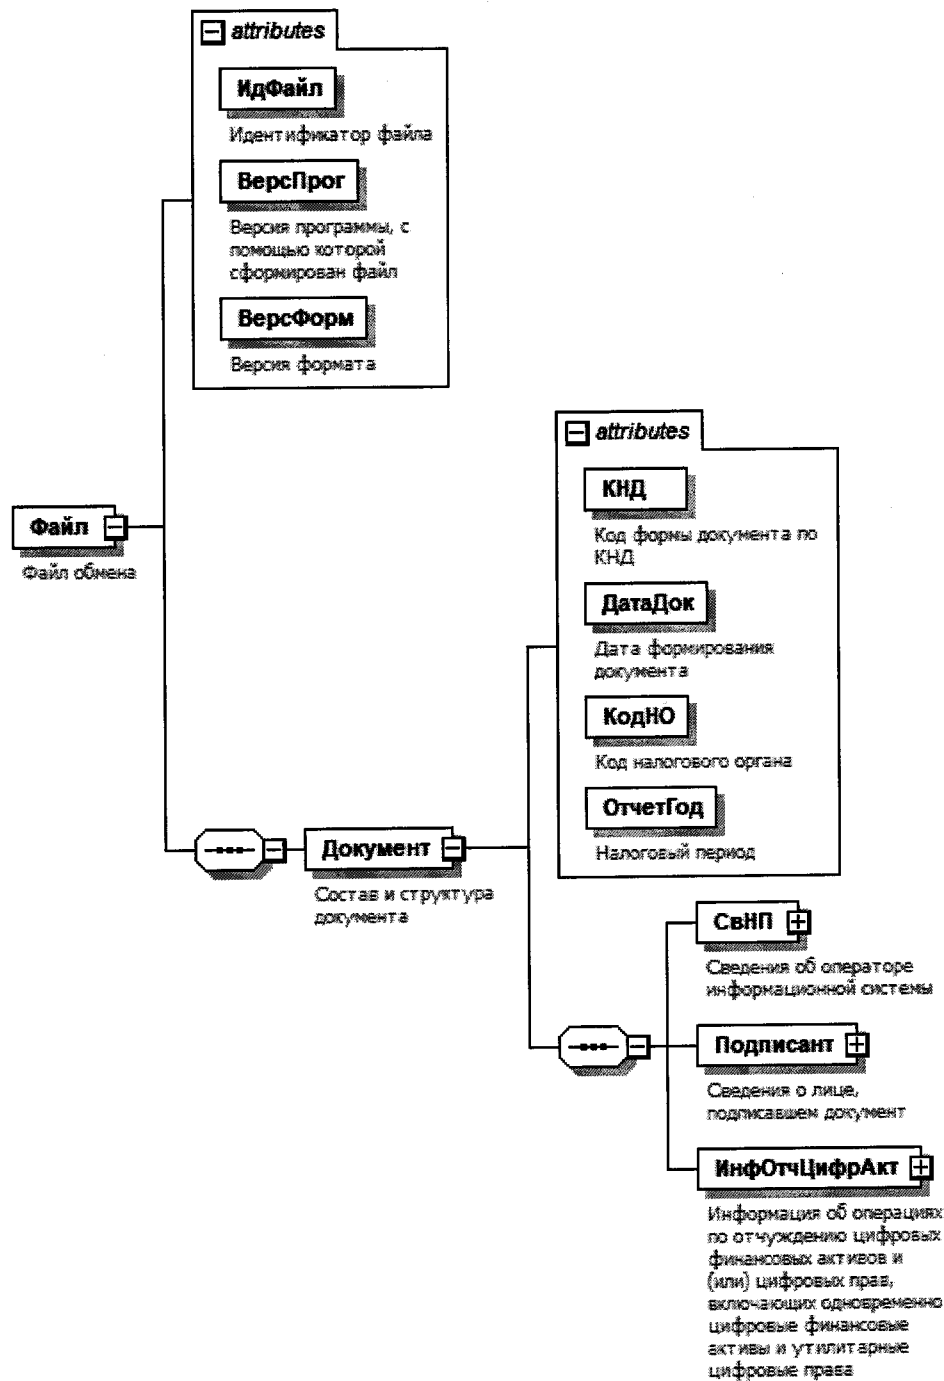 attributes
ИдФайл
Идентификатор файла
ВерсПрог
Версия программы, с
помощью которой
сформирован файл
ВерсФорм
Версия формата
Файл
Файл обмена
attributes
КНД
Код формы документа по
КНД
ДатаДок
Дата формирования
документа
КодНО
Код налогового органа
ОтчетГод
Налоговый период
Документ
Состав и структура
документа
СвНП
Сведения об операторе
информационной системы
Подписант
Сведения о лице,
подписавшем документ
ИнфОтчЦифрАкт
Информация об операциях
по отчуждению цифровых
финансовых активов и
(или) цифровых прав,
включающих одновременно
цифровые финансовые
активы и утилитарные
цифровые права